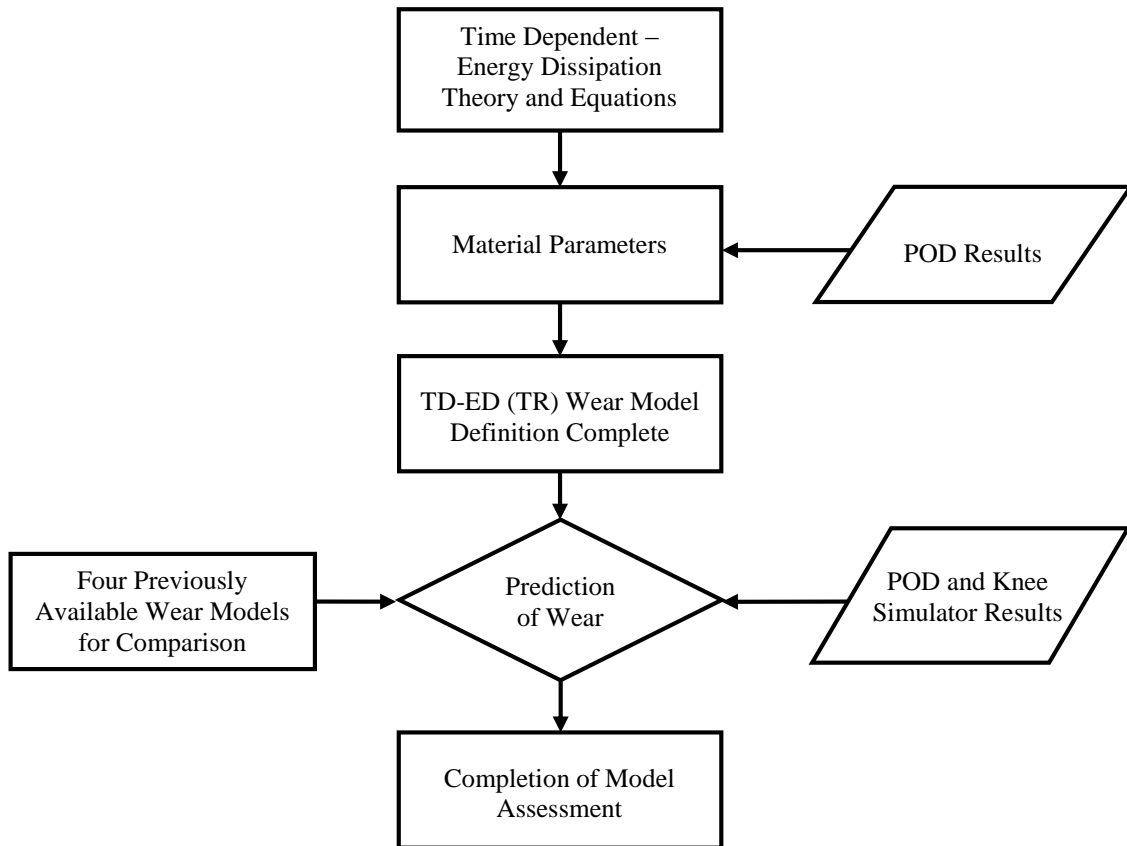 Time Dependent –
Energy Dissipation
Theory and Equations
Material Parameters
POD Results
TD-ED (TR) Wear Model
Definition Complete
Four Previously
Available Wear Models
for Comparison
Prediction
of Wear
POD and Knee
Simulator Results
Completion of Model
Assessment